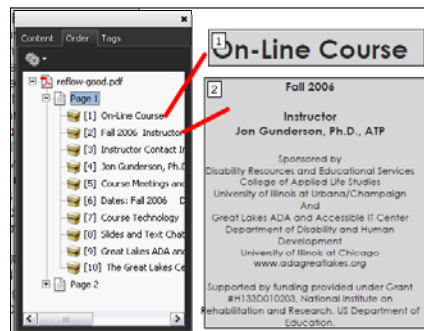 Content Order Tags
reflow-good.pdf
Page 1
[1] On-Line Course
[2] Fall 2006 Instructor
[3] Instructor Contact In
[4] Jon Gunderson, Ph.D
[5] Course Meetings and
[6] Dates: Fall 2006 D
[7] Course Technology
[8] Slides and Text Chat
[9] Great Lakes ADA and
[10] The Great Lakes Ce
Page 2
1
On-Line Course
2
Fall 2006
Instructor
Jon Gunderson, Ph.D., ATP
Sponsored by
Disability Resources and Educational Services
College of Applied Life Studies
University of Illinois at Urbana/Champaign
And
Great Lakes ADA and Accessible IT Center
Department of Disability and Human
Development
University of Illinois at Chicago
www.adagreatlakes.org
Supported by funding provided under Grant
#H133D010203, National Institute on
Rehabilitation and Research, US Department of
Education.